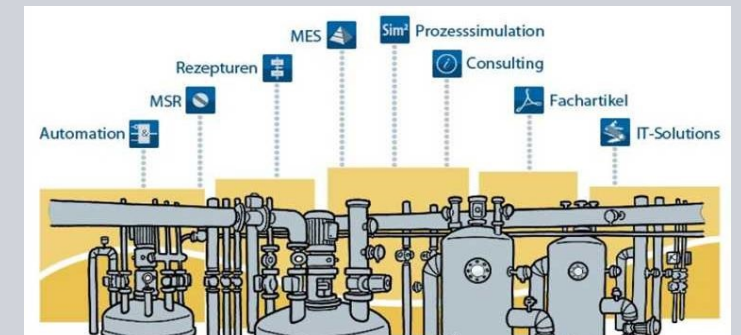 MES
Sim² Prozesssimulation
Rezepturen
Consulting
MSR
Fachartikel
Automation
&
IT-Solutions